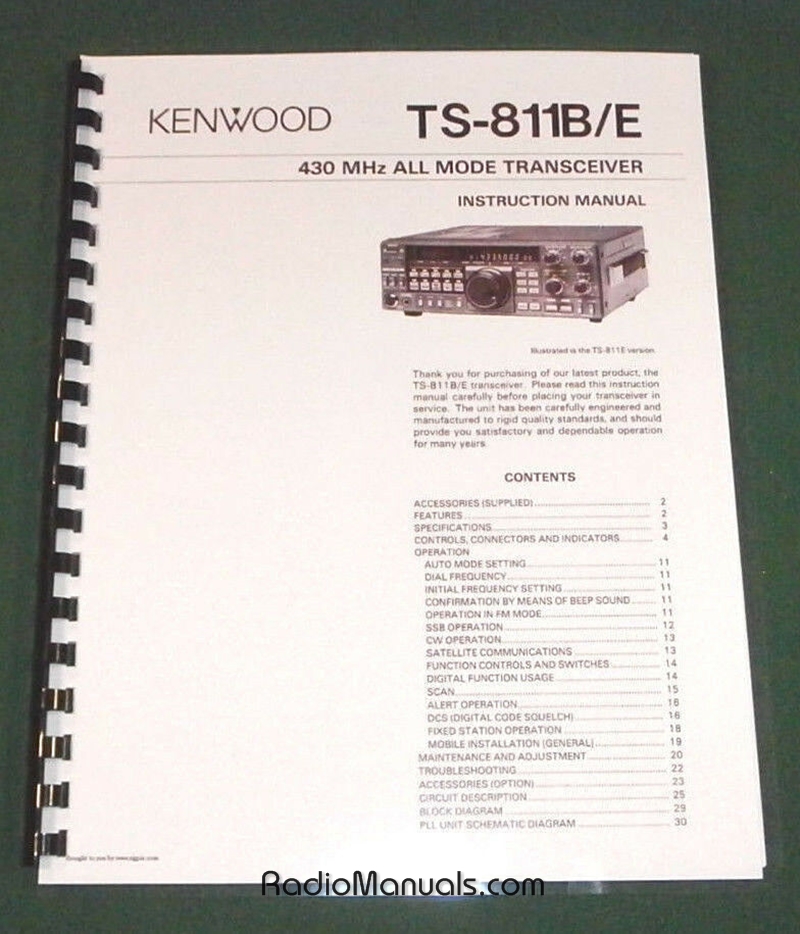 KENWOOD TS-811B/E
430 MHz ALL MODE TRANSCEIVER
INSTRUCTION MANUAL
Illustrated is the TS-811E version.
Thank you for purchasing of our latest product, the
TS-811B/E transceiver. Please read this instruction
manual carefully before placing your transceiver in
service. The unit has been carefully engineered and
manufactured to rigid quality standards, and should
provide you satisfactory and dependable operation
for many years.
CONTENTS
ACCESSORIES (SUPPLIED) 2
FEATURES 2
SPECIFICATIONS 3
CONTROLS, CONNECTORS AND INDICATORS 4
OPERATION
AUTO MODE SETTING 11
DIAL FREQUENCY 11
INITIAL FREQUENCY SETTING 11
CONFIRMATION BY MEANS OF BEEP SOUND 11
OPERATION IN FM MODE 11
SSB OPERATION 12
CW OPERATION 13
SATELLITE COMMUNICATIONS 13
FUNCTION CONTROLS AND SWITCHES 14
DIGITAL FUNCTION USAGE 14
SCAN 15
ALERT OPERATION 16
DCS (DIGITAL CODE SQUELCH) 16
FIXED STATION OPERATION 18
MOBILE INSTALLATION (GENERAL) 19
MAINTENANCE AND ADJUSTMENT 20
TROUBLESHOOTING 22
ACCESSORIES (OPTION) 23
CIRCUIT DESCRIPTION 25
BLOCK DIAGRAM 29
PLL UNIT SCHEMATIC DIAGRAM 30
Brought to you by
RadioManuals.com